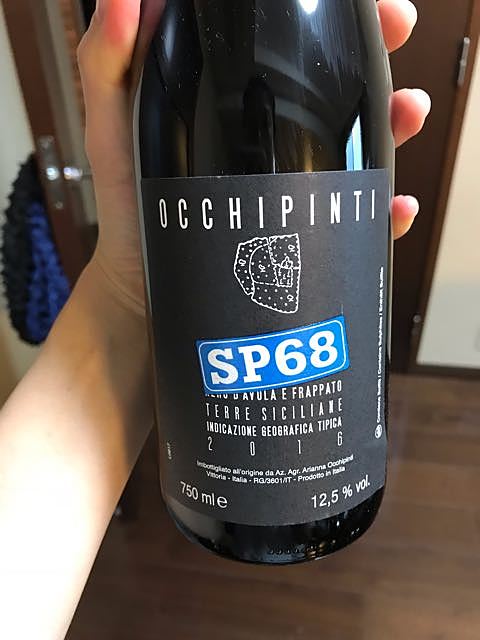 OCCHIPINTI
SP68
NERO D'AVOLA E FRAPPATO
TERRE SICILIANE
INDICAZIONE GEOGRAFICA TIPICA
2016
Imbottigliato all'origine da Az. Agr. Arianna Occhipinti
Vittoria - Italia - RG/3601/IT - Prodotto in Italia
750 ml e
12,5 % vol.